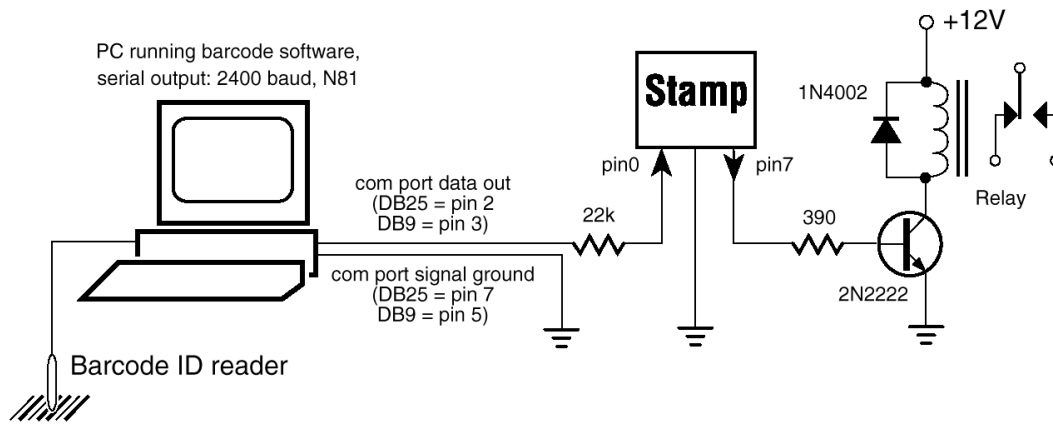 +12V
PC running barcode software,
serial output: 2400 baud, N81
Stamp
1N4002
pin0
pin7
com port data out
(DB25 = pin 2
DB9 = pin 3)
22k
390
Relay
com port signal ground
(DB25 = pin 7
DB9 = pin 5)
2N2222
Barcode ID reader